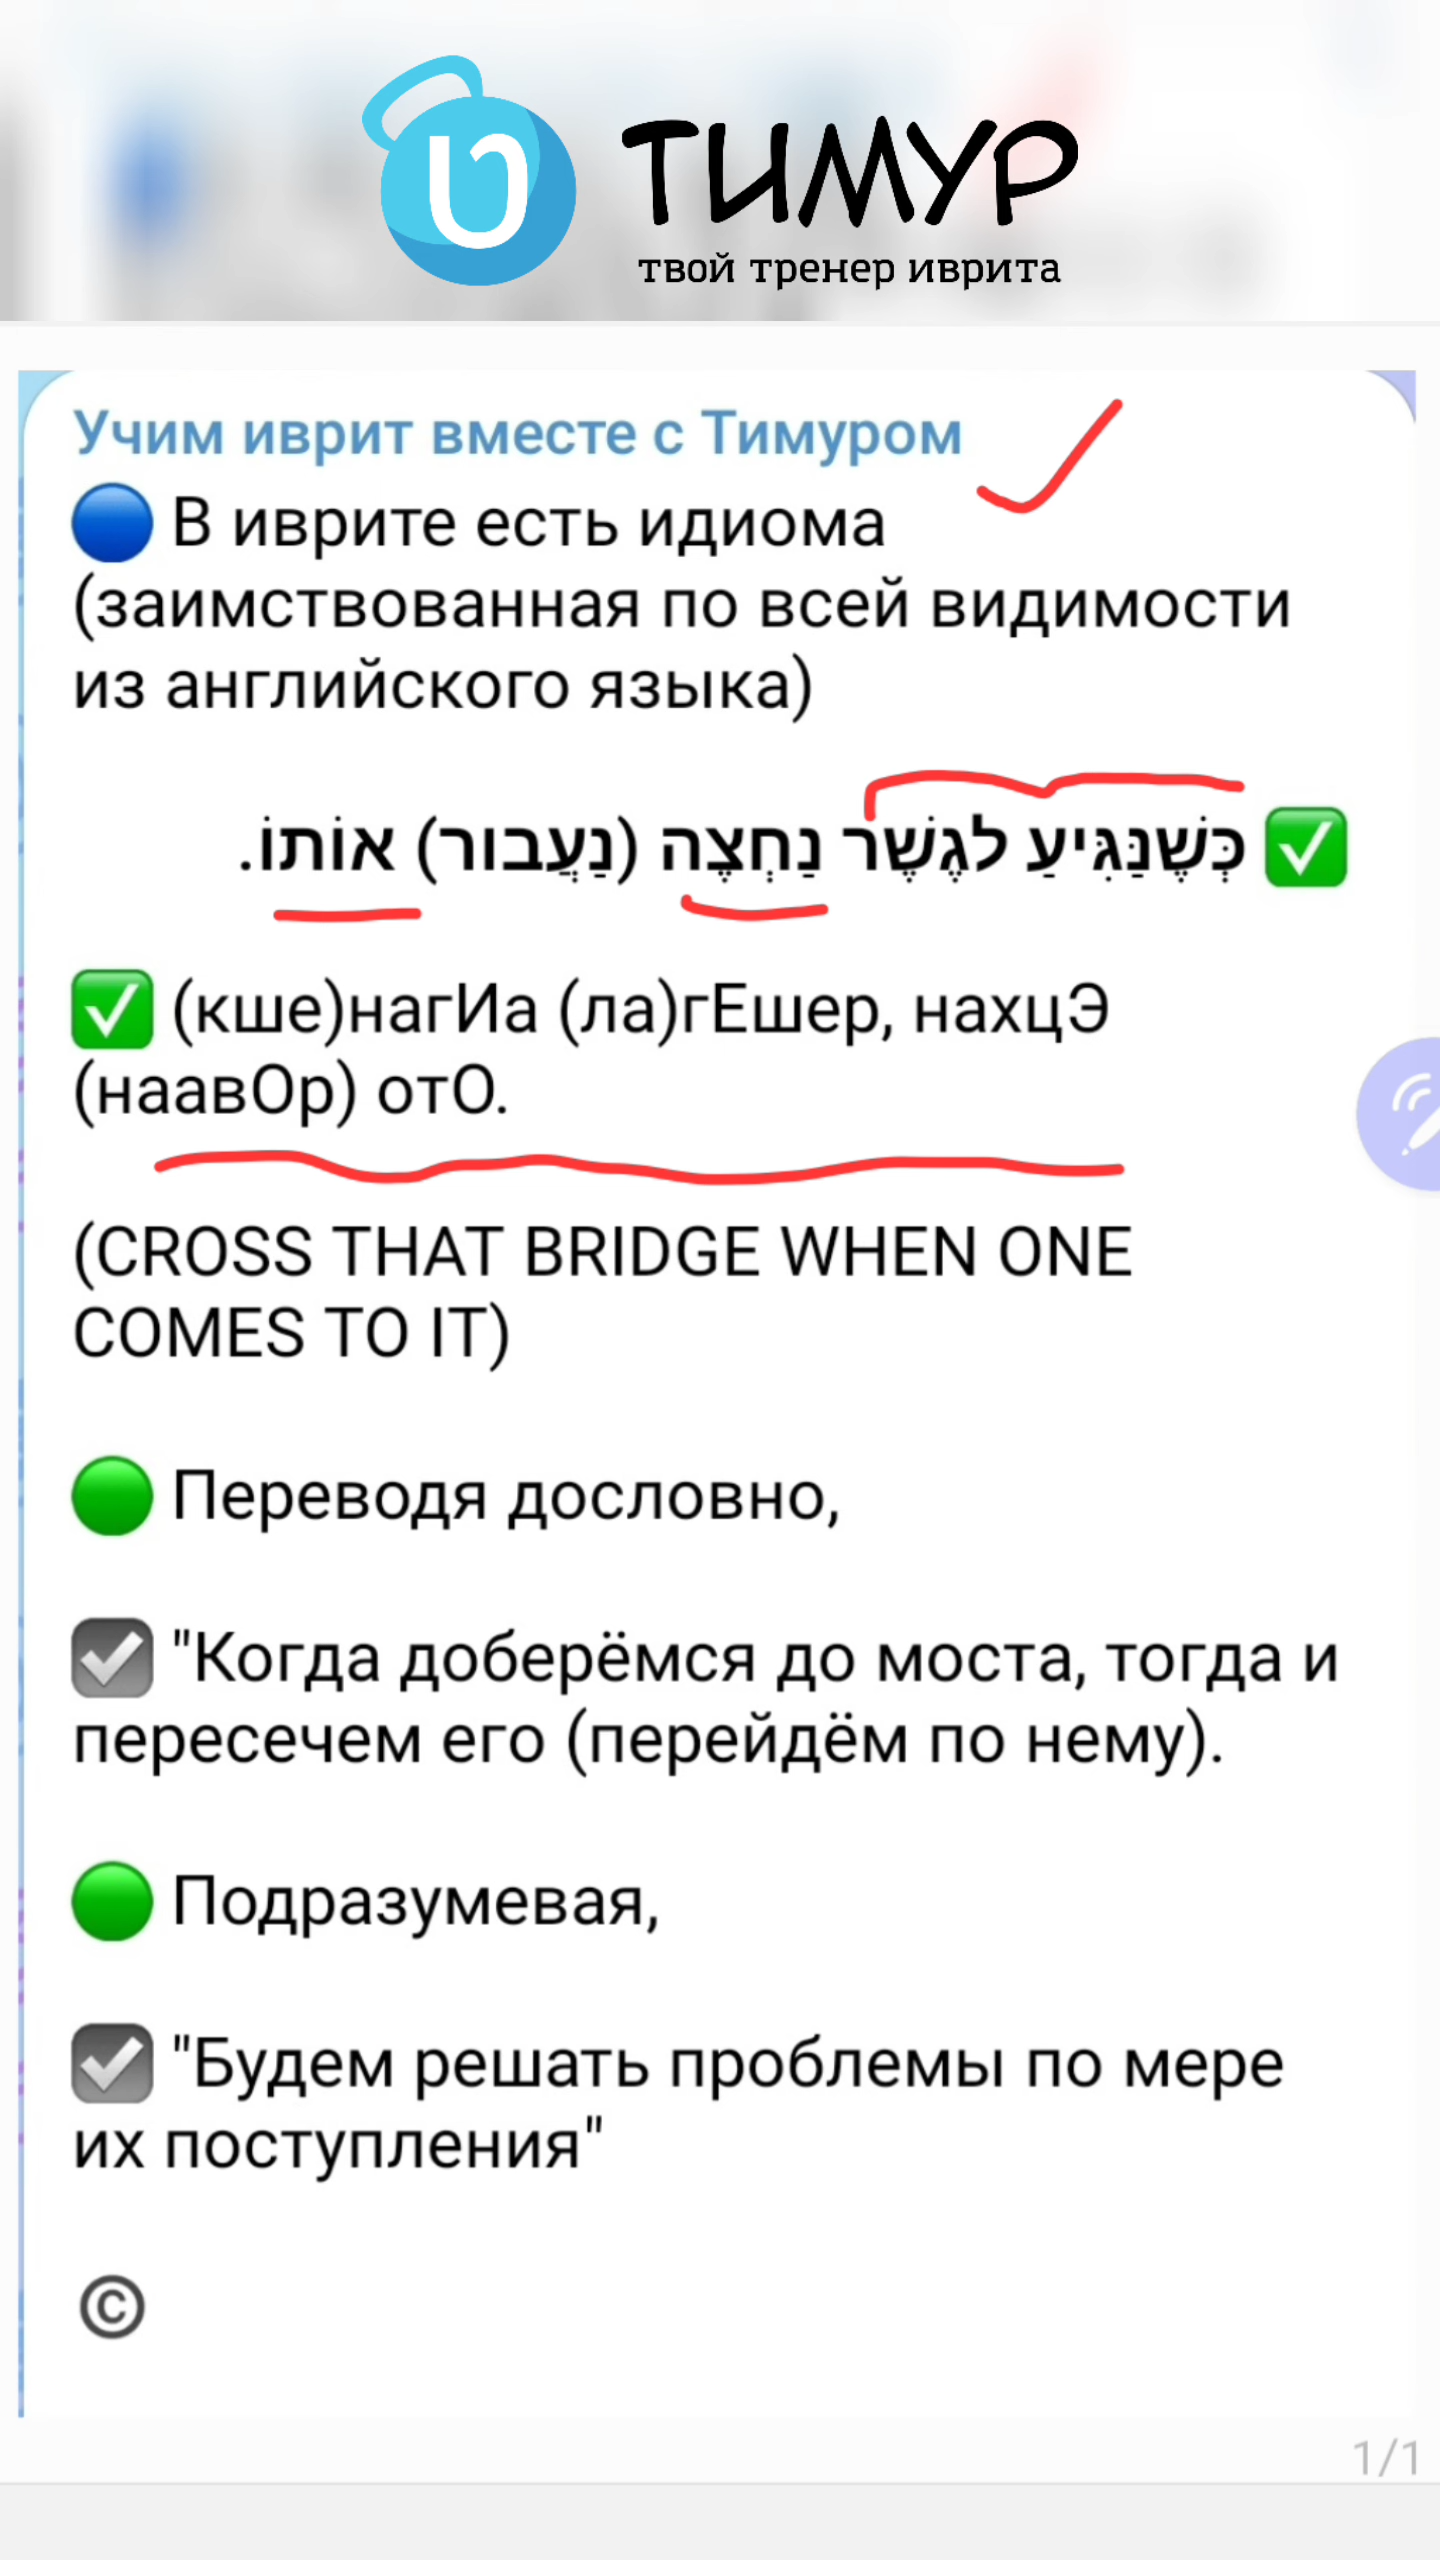 ТИМУР
твой тренер иврита
Учим иврит вместе с Тимуром
🔵 В иврите есть идиома
(заимствованная по всей видимости
из английского языка)
✅ כְּשֶׁנַּגִּיעַ לגֶשֶׁר נַחְצֶה (נַעֲבור) אוֹתוֹ.
✅ (кше)нагИа (ла)гЕшер, нахцЭ
(наавОр) отО.
(CROSS THAT BRIDGE WHEN ONE
COMES TO IT)
🟢 Переводя дословно,
☑️ "Когда доберёмся до моста, тогда и
пересечем его (перейдём по нему).
🟢 Подразумевая,
☑️ "Будем решать проблемы по мере
их поступления"
©
1/1